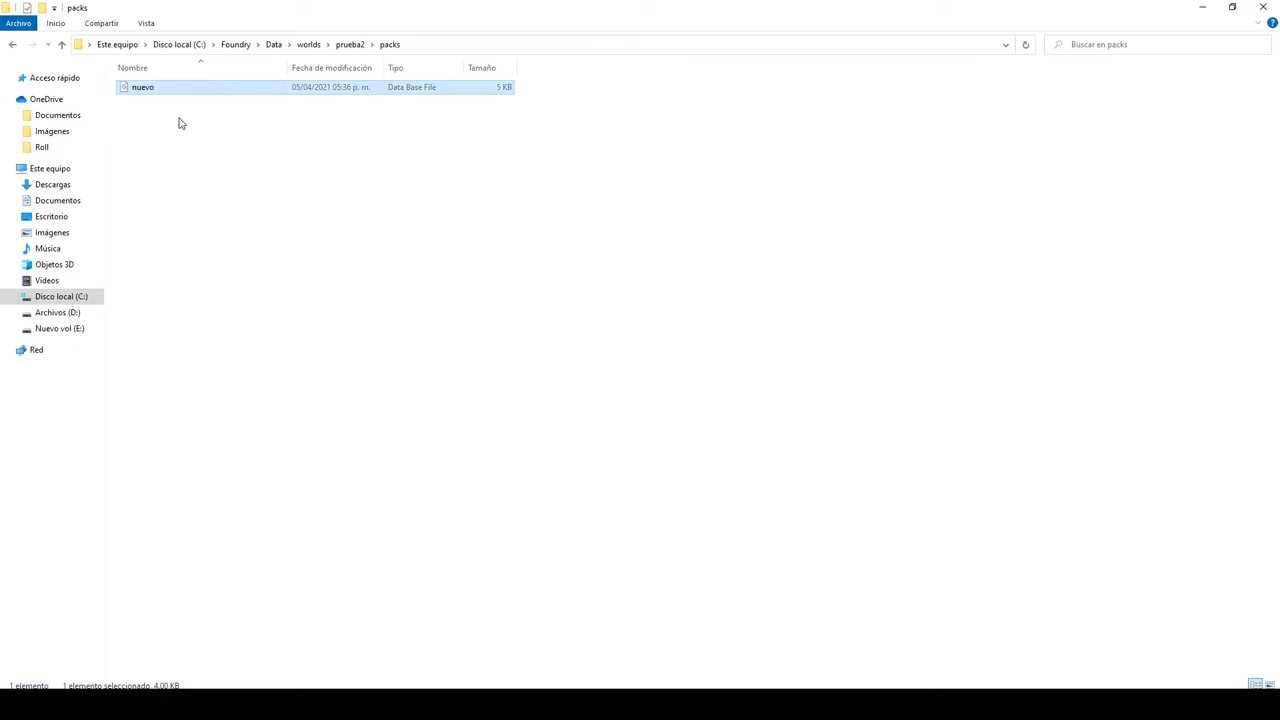 packs
Archivo Inicio Compartir Vista
Este equipo > Disco local (C:) > Foundry > Data > worlds > prueba2 > packs
Buscar en packs
Nombre Fecha de modificación Tipo Tamaño
nuevo 05/04/2021 05:36 p. m. Data Base File 5 KB
Acceso rápido
OneDrive
Documentos
Imágenes
Roll
Este equipo
Descargas
Documentos
Escritorio
Imágenes
Música
Objetos 3D
Videos
Disco local (C:)
Archivos (D:)
Nuevo vol (E:)
Red
1 elemento 1 elemento seleccionado 4.00 KB